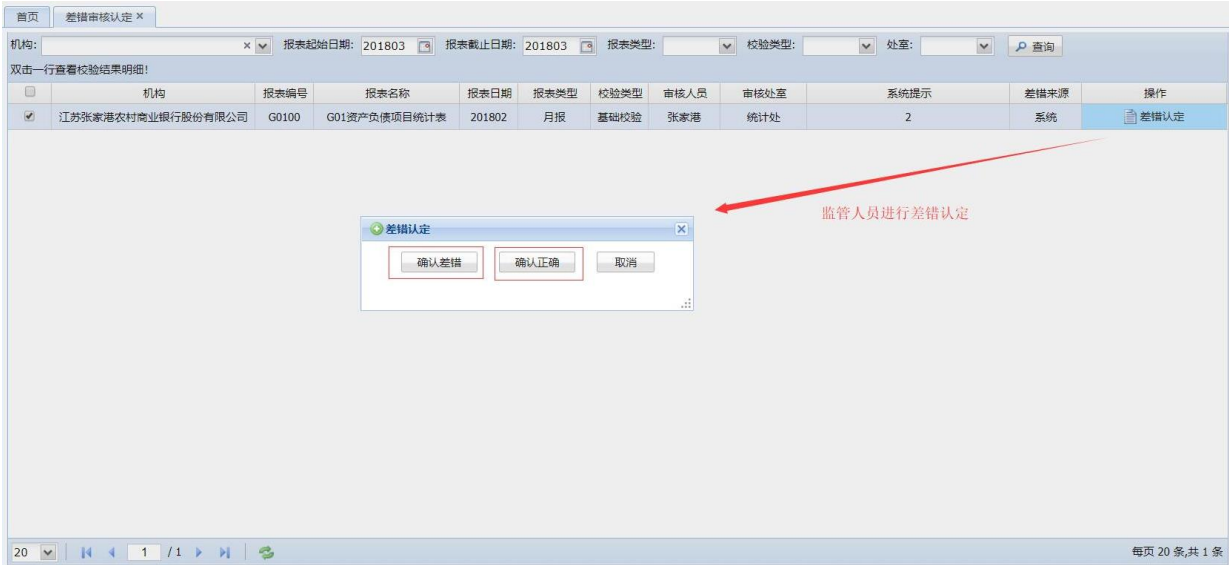 首页 差错审核认定 ×
机构: × 报表起始日期: 201803 报表截止日期: 201803 报表类型: 校验类型: 处室: 查询
双击一行查看校验结果明细!
机构 报表编号 报表名称 报表日期 报表类型 校验类型 审核人员 审核处室 系统提示 差错来源 操作
江苏张家港农村商业银行股份有限公司 G0100 G01资产负债项目统计表 201802 月报 基础校验 张家港 统计处 2 系统 差错认定
监管人员进行差错认定
差错认定
确认差错 确认正确 取消
20 1 / 1 每页 20 条,共 1 条